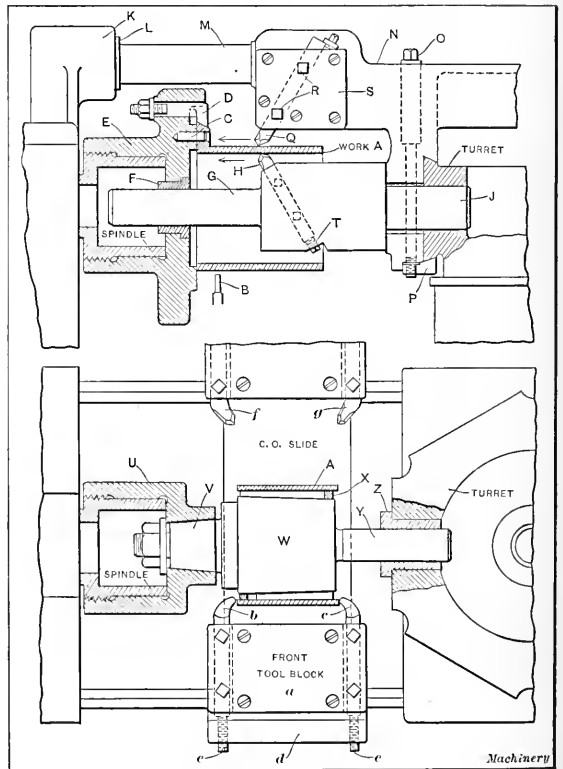 K
L
M
N
O
D
C
E
R
S
Q
F
WORK A
H
TURRET
G
J
SPINDLE
T
B
P
f
g
C.O. SLIDE
U
V
A
X
Z
TURRET
W
Y
SPINDLE
b
c
FRONT
TOOL BLOCK
a
e
d
e
Machinery